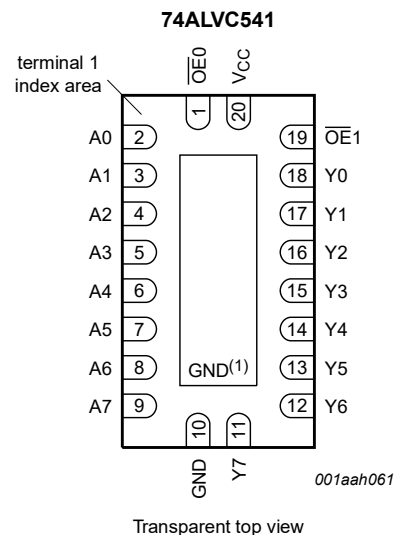 74ALVC541
terminal 1
index area
OE0
VCC
1
20
A0 2
19 OE1
A1 3
18 Y0
A2 4
17 Y1
A3 5
16 Y2
A4 6
15 Y3
A5 7
14 Y4
A6 8
13 Y5
A7 9
12 Y6
GND(1)
10
11
GND
Y7
001aah061
Transparent top view